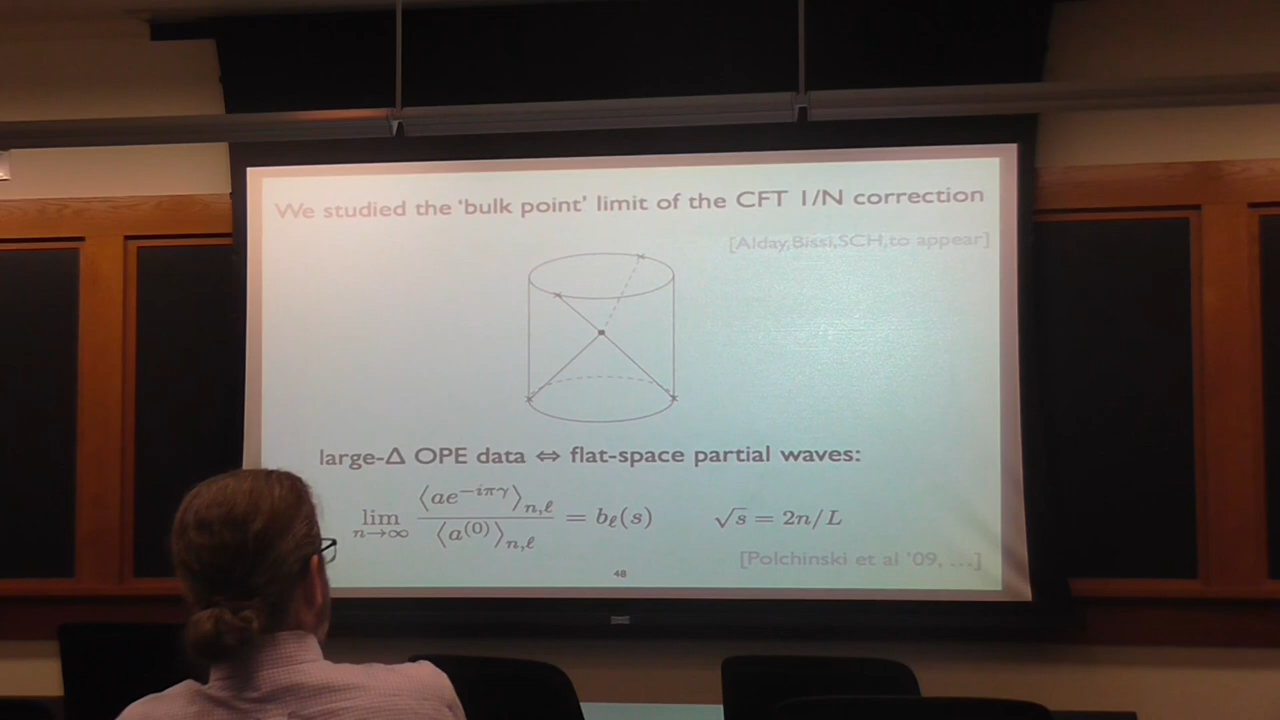 We studied the 'bulk point' limit of the CFT 1/N correction
[Alday,Bissi,SCH,to appear]
large-Δ OPE data ⇔ flat-space partial waves:
lim_{n→∞} ⟨ae^{−iπγ}⟩_{n,ℓ} / ⟨a^{(0)}⟩_{n,ℓ} = b_ℓ(s) √s = 2n/L
[Polchinski et al '09, ...]
48